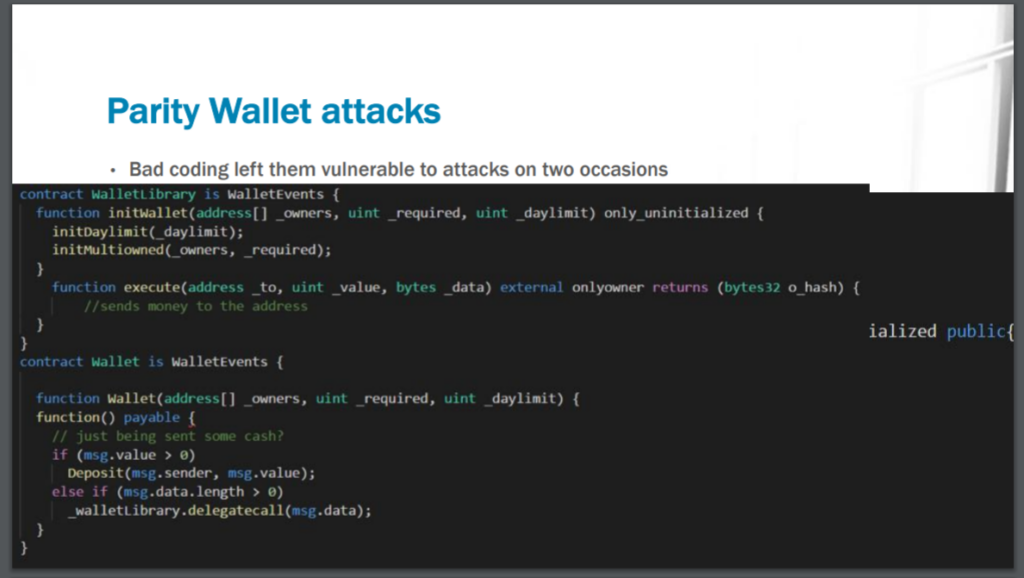 Parity Wallet attacks
• Bad coding left them vulnerable to attacks on two occasions
contract WalletLibrary is WalletEvents {
function initWallet(address[] _owners, uint _required, uint _daylimit) only_uninitialized {
initDaylimit(_daylimit);
initMultiowned(_owners, _required);
}
function execute(address _to, uint _value, bytes _data) external onlyowner returns (bytes32 o_hash) {
//sends money to the address
}
ialized public{
}
contract Wallet is WalletEvents {
function Wallet(address[] _owners, uint _required, uint _daylimit) {
function() payable {
// just being sent some cash?
if (msg.value > 0)
Deposit(msg.sender, msg.value);
else if (msg.data.length > 0)
_walletLibrary.delegatecall(msg.data);
}
}